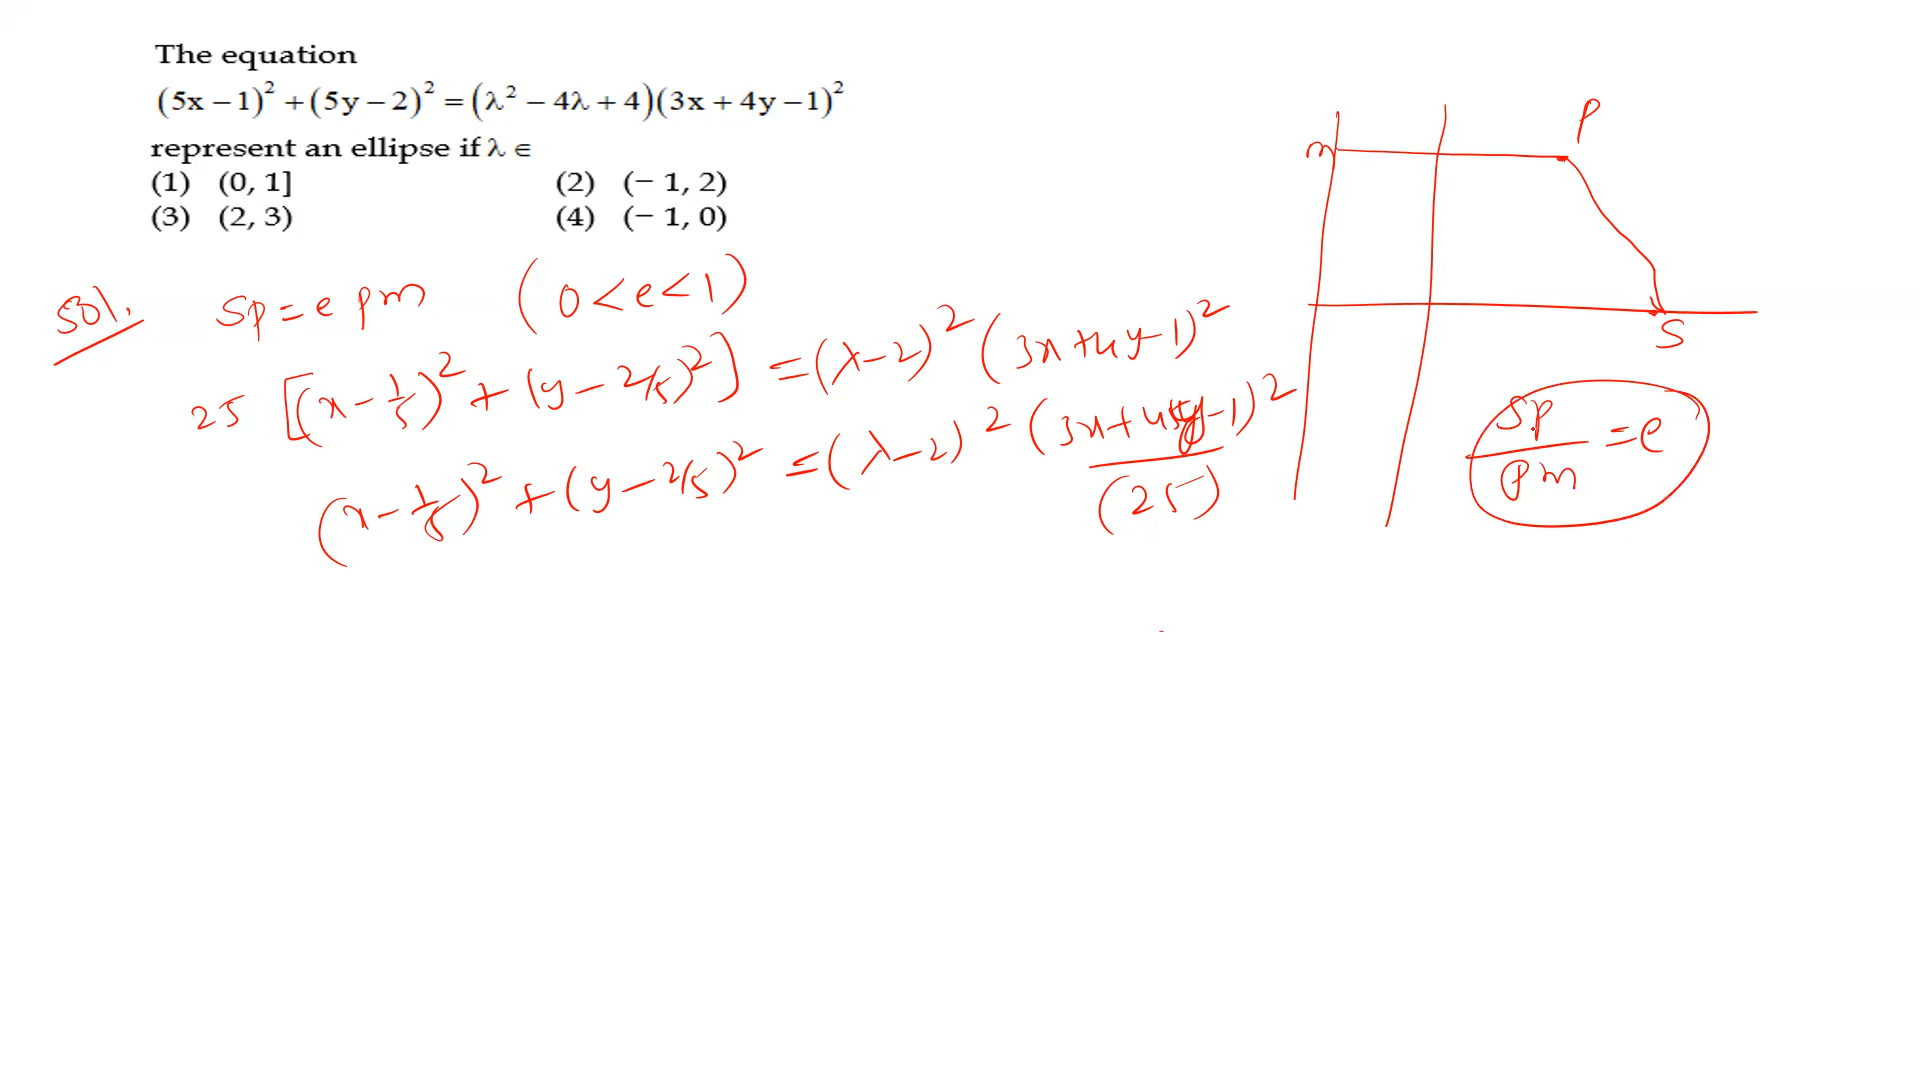 The equation
(5x − 1)² + (5y − 2)² = (λ² − 4λ + 4)(3x + 4y − 1)²
represent an ellipse if λ ∈
(1) (0, 1] (2) (− 1, 2)
(3) (2, 3) (4) (− 1, 0)
Sol. SP = e PM (0 < e < 1)
25 [(x − 1/5)² + (y − 2/5)²] = (λ − 2)² (3x + 4y − 1)²
(x − 1/5)² + (y − 2/5)² = (λ − 2)² (3x + 4y − 1)² / (25)
P
M
S
SP/PM = e